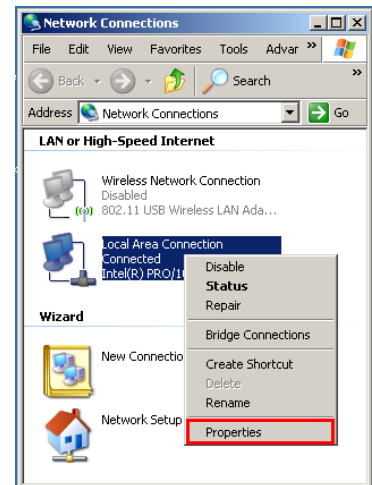 Network Connections
File Edit View Favorites Tools Advar »
Back Search »
Address Network Connections Go
LAN or High-Speed Internet
Wireless Network Connection
Disabled
802.11 USB Wireless LAN Ada...
Local Area Connection
Connected
Intel(R) PRO/10
Disable
Status
Repair
Bridge Connections
Create Shortcut
Delete
Rename
Properties
Wizard
New Connectio
Network Setup